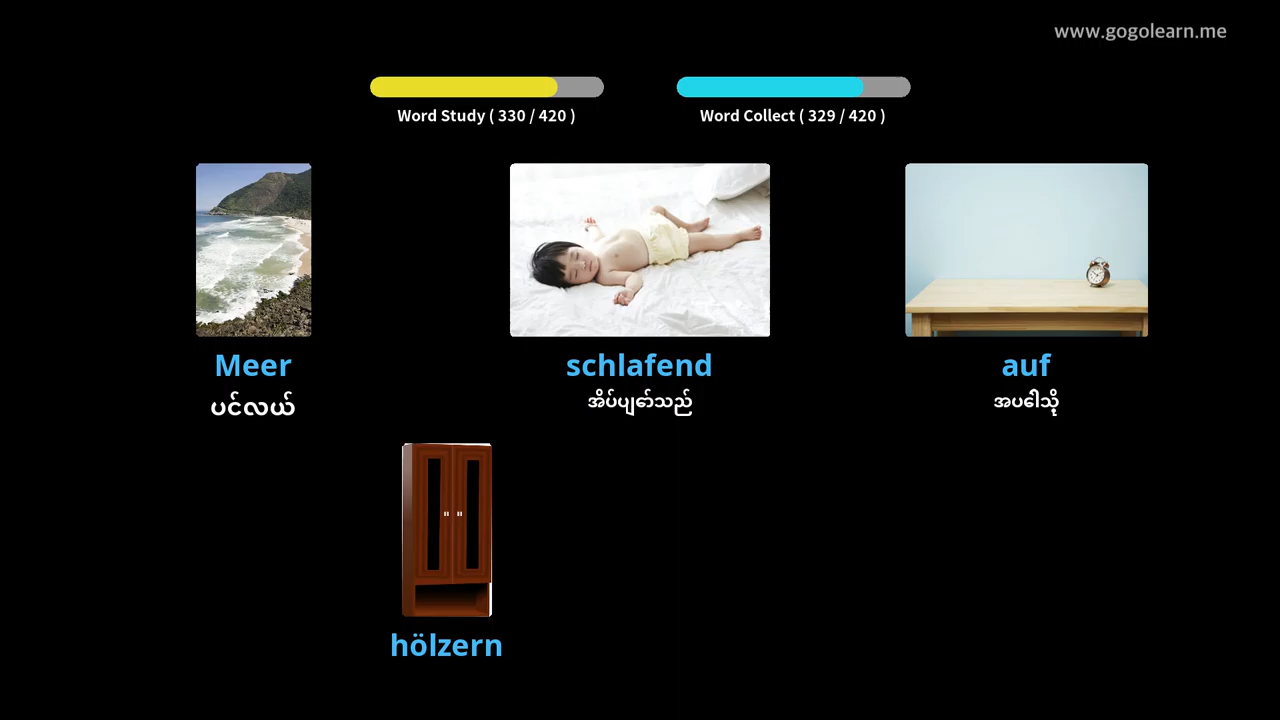 www.gogolearn.me
Word Study ( 330 / 420 )
Word Collect ( 329 / 420 )
Meer
schlafend
auf
ပင်လယ်
အိပ်ပျော်သည်
အပေါ်သို့
hölzern